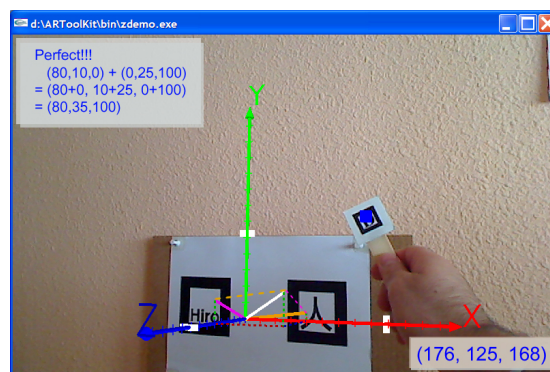 d:\ARToolKit\bin\zdemo.exe
Perfect!!!
(80,10,0) + (0,25,100)
= (80+0, 10+25, 0+100)
= (80,35,100)
Y
Z
X
Hiro
人
(176, 125, 168)